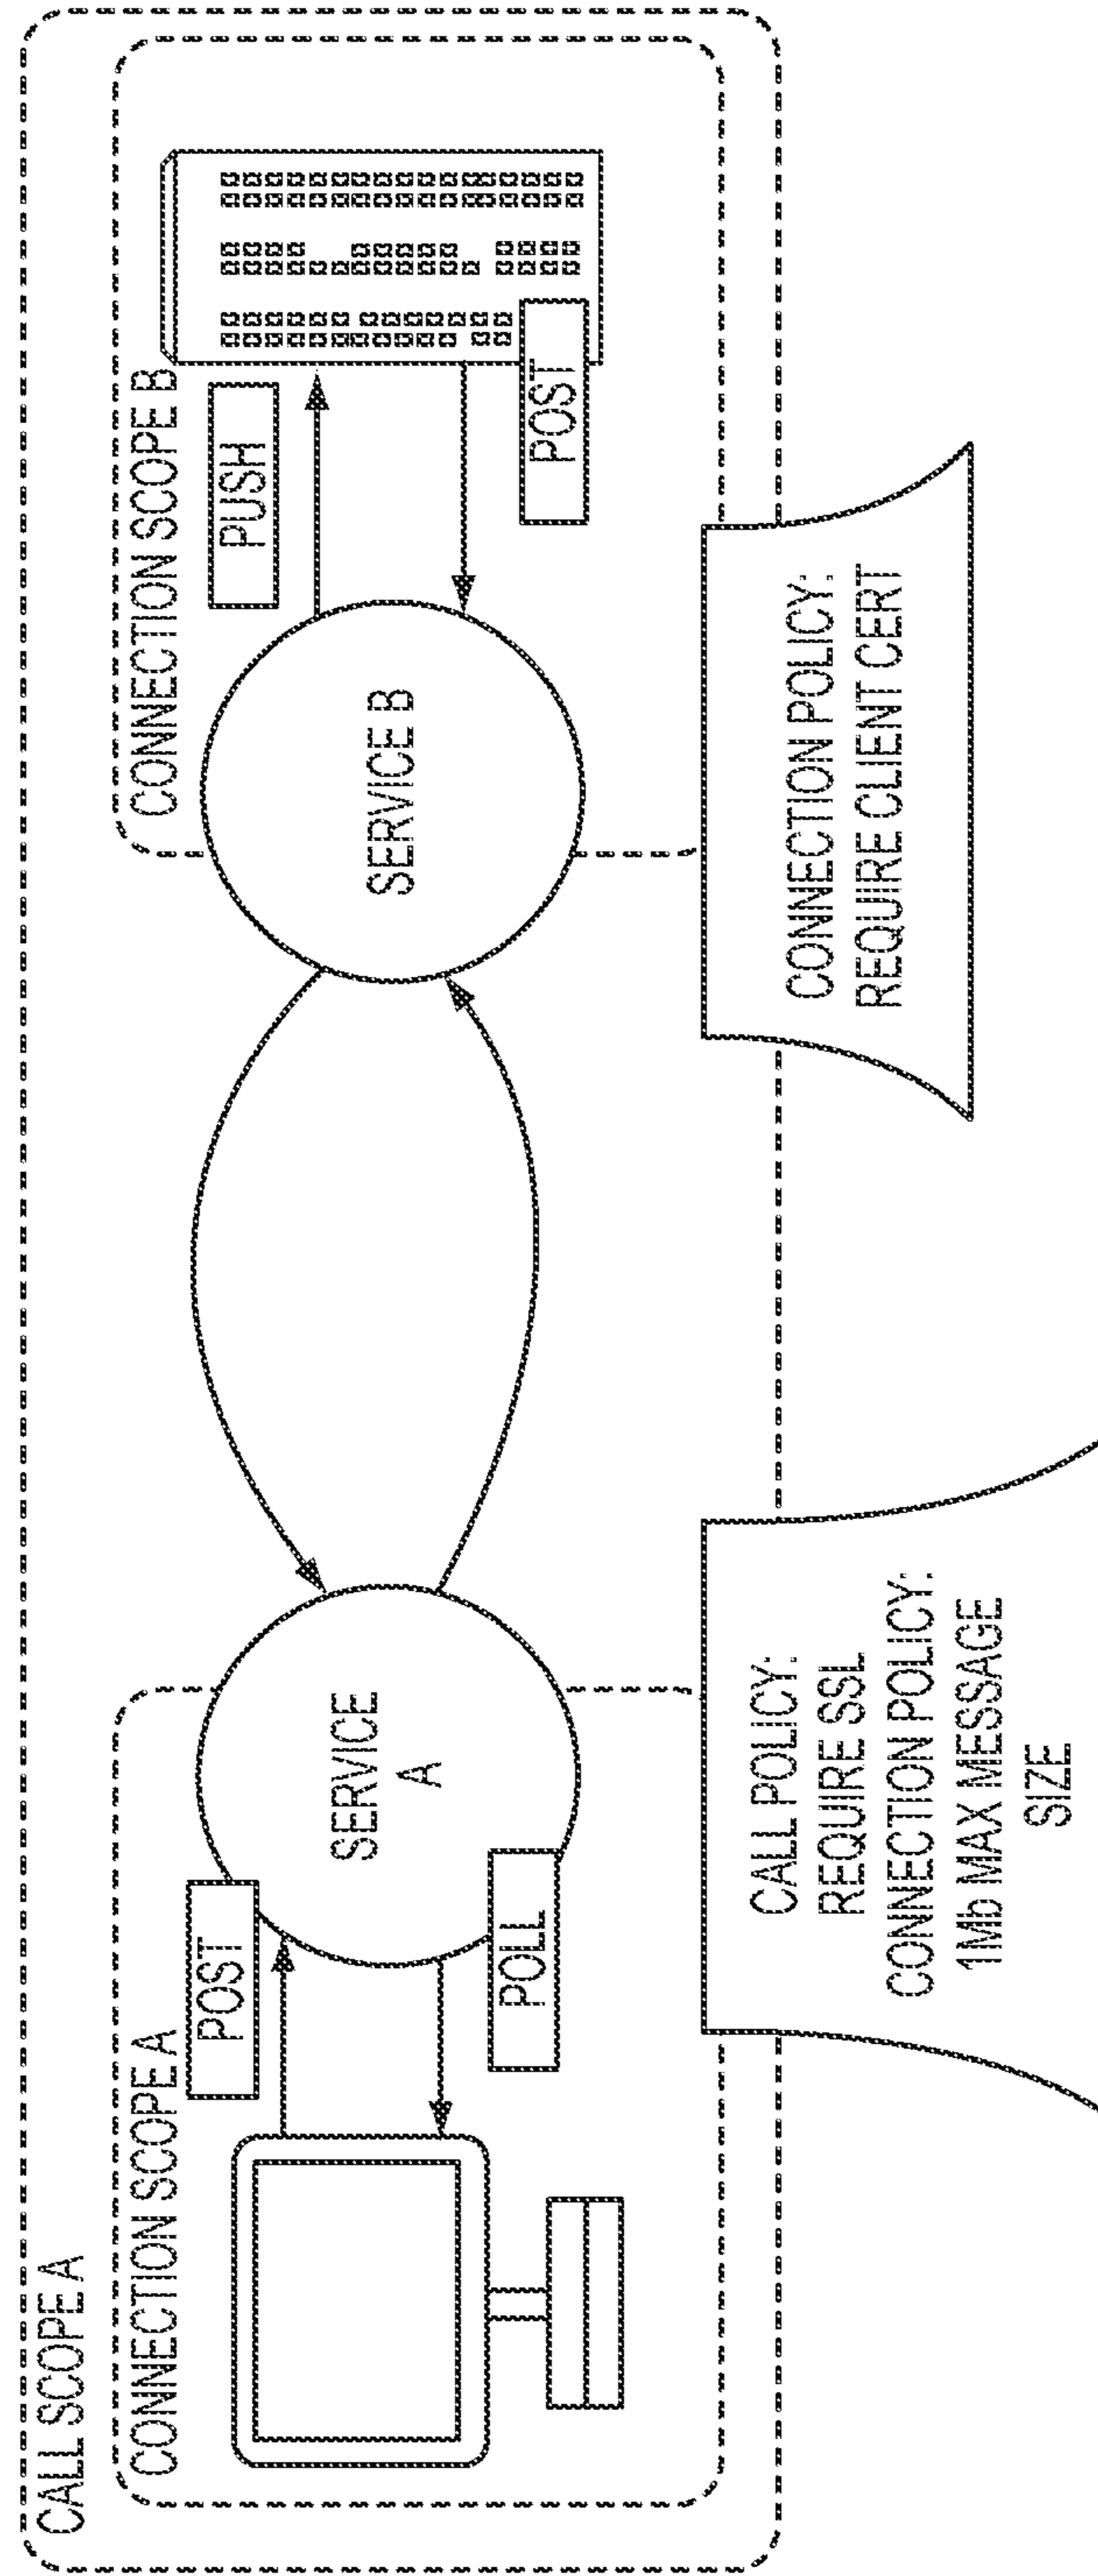 CALL SCOPE A
CONNECTION SCOPE A
POST
SERVICE
A
POLL
CONNECTION SCOPE B
PUSH
SERVICE B
POST
CALL POLICY:
REQUIRE SSL
CONNECTION POLICY:
1Mb MAX MESSAGE
SIZE
CONNECTION POLICY:
REQUIRE CLIENT CERT